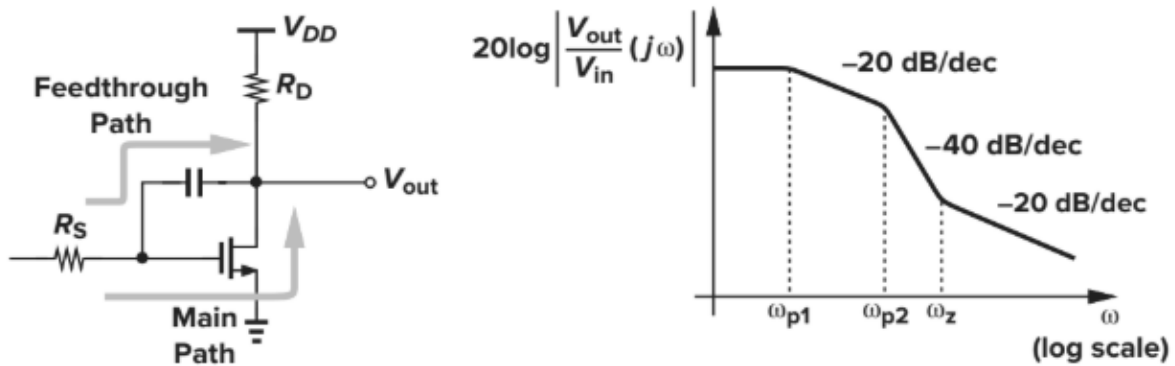 V_DD
R_D
Feedthrough
Path
V_out
R_S
Main
Path
20log|V_out/V_in (jω)|
–20 dB/dec
–40 dB/dec
–20 dB/dec
ω_p1 ω_p2 ω_z ω
(log scale)